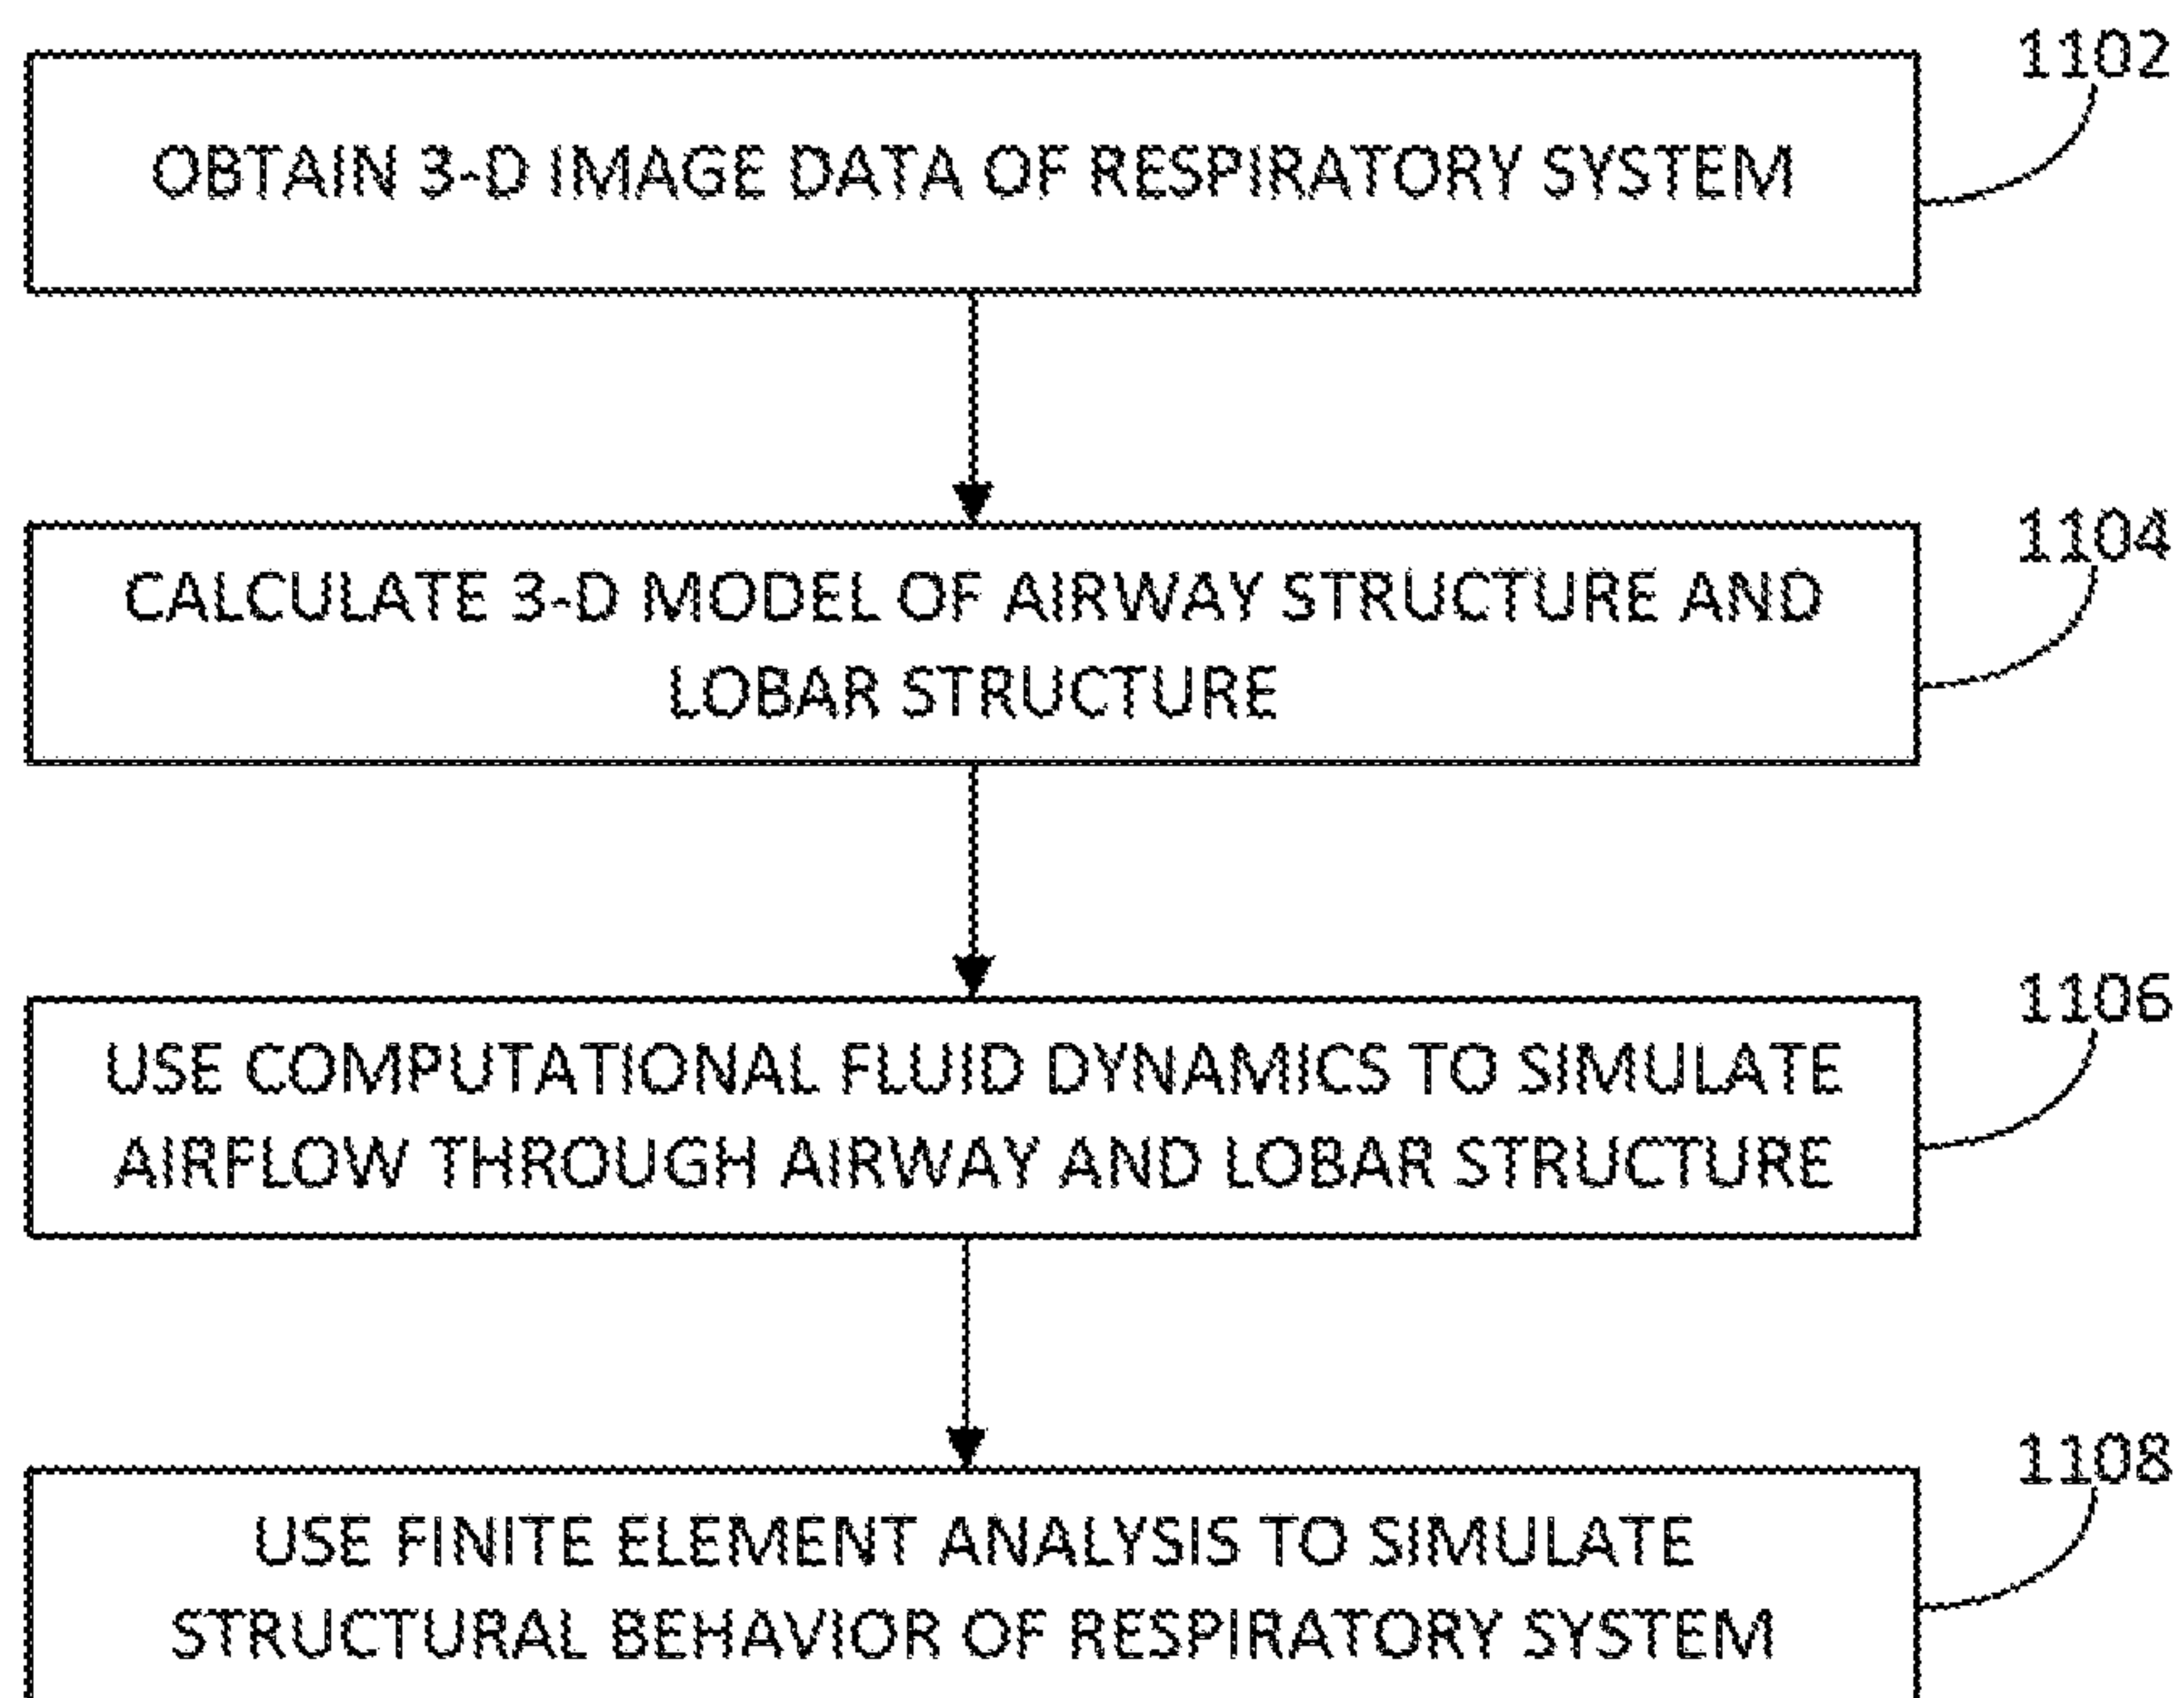 1102
OBTAIN 3-D IMAGE DATA OF RESPIRATORY SYSTEM
1104
CALCULATE 3-D MODEL OF AIRWAY STRUCTURE AND
LOBAR STRUCTURE
1106
USE COMPUTATIONAL FLUID DYNAMICS TO SIMULATE
AIRFLOW THROUGH AIRWAY AND LOBAR STRUCTURE
1108
USE FINITE ELEMENT ANALYSIS TO SIMULATE
STRUCTURAL BEHAVIOR OF RESPIRATORY SYSTEM